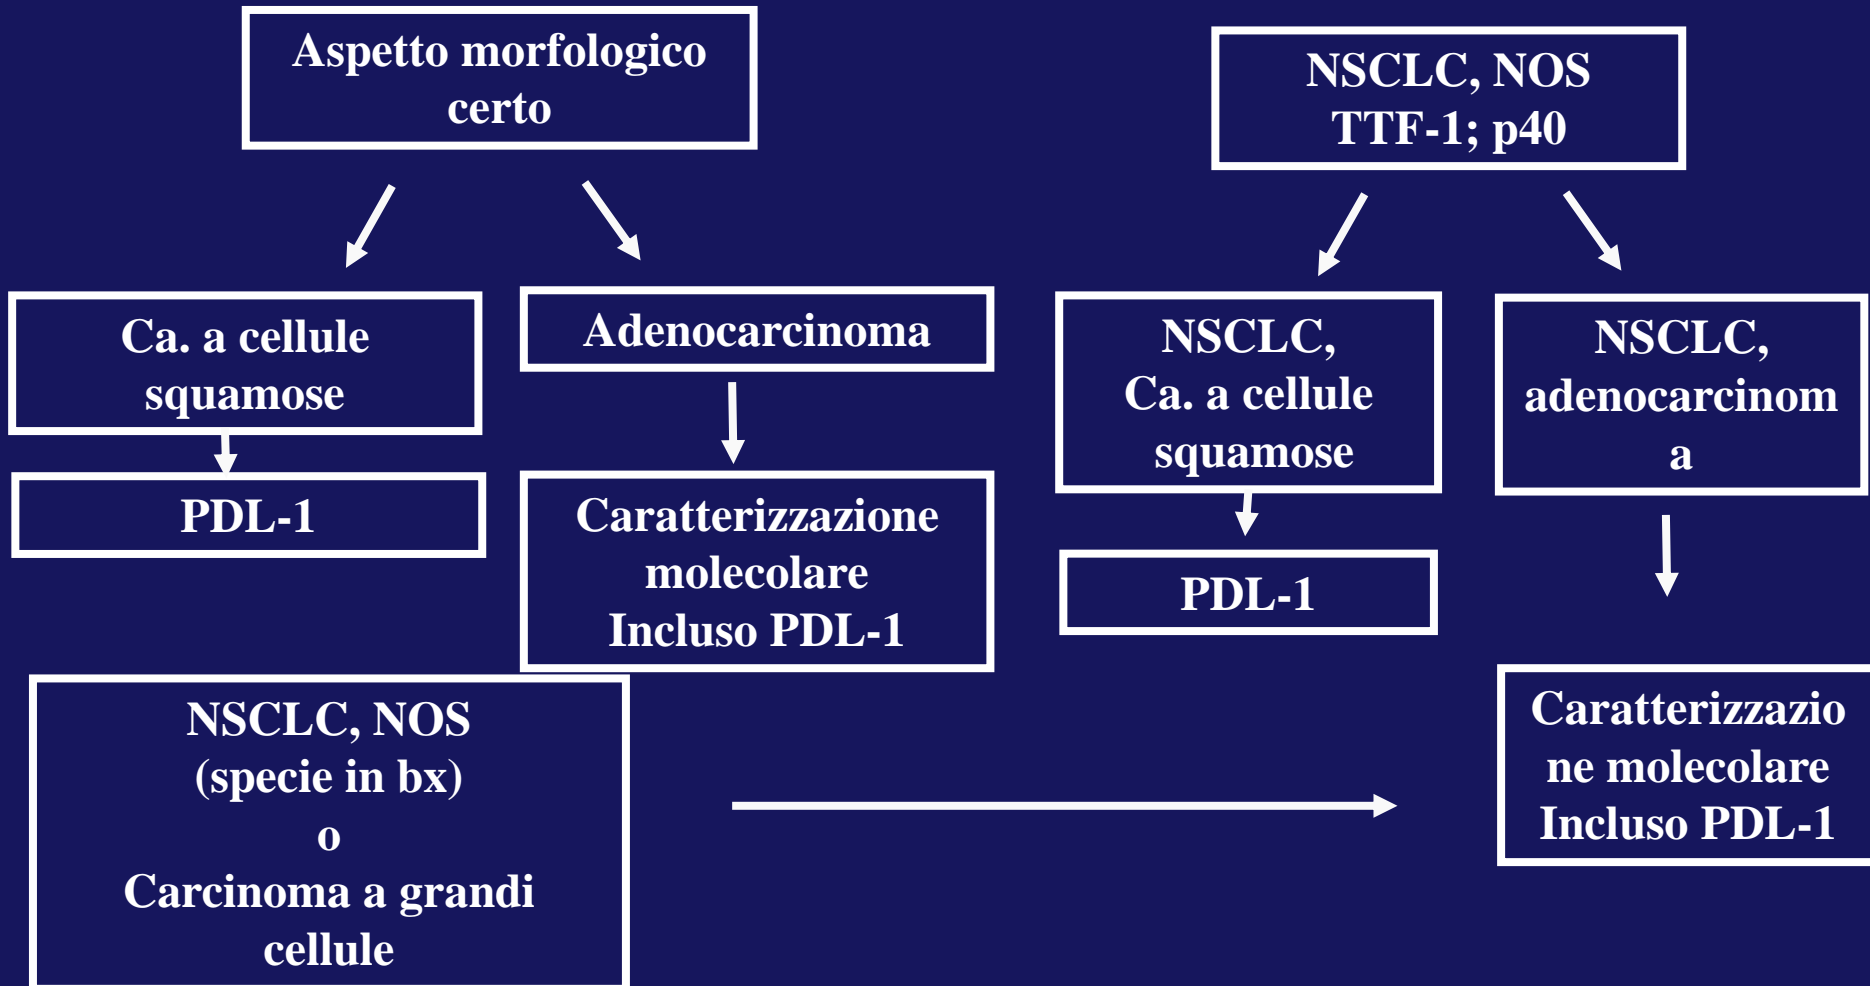 Aspetto morfologico
certo
NSCLC, NOS
TTF-1; p40
Ca. a cellule
squamose
Adenocarcinoma
NSCLC,
Ca. a cellule
squamose
NSCLC,
adenocarcinom
a
PDL-1
Caratterizzazione
molecolare
Incluso PDL-1
PDL-1
NSCLC, NOS
(specie in bx)
o
Carcinoma a grandi
cellule
Caratterizzazio
ne molecolare
Incluso PDL-1